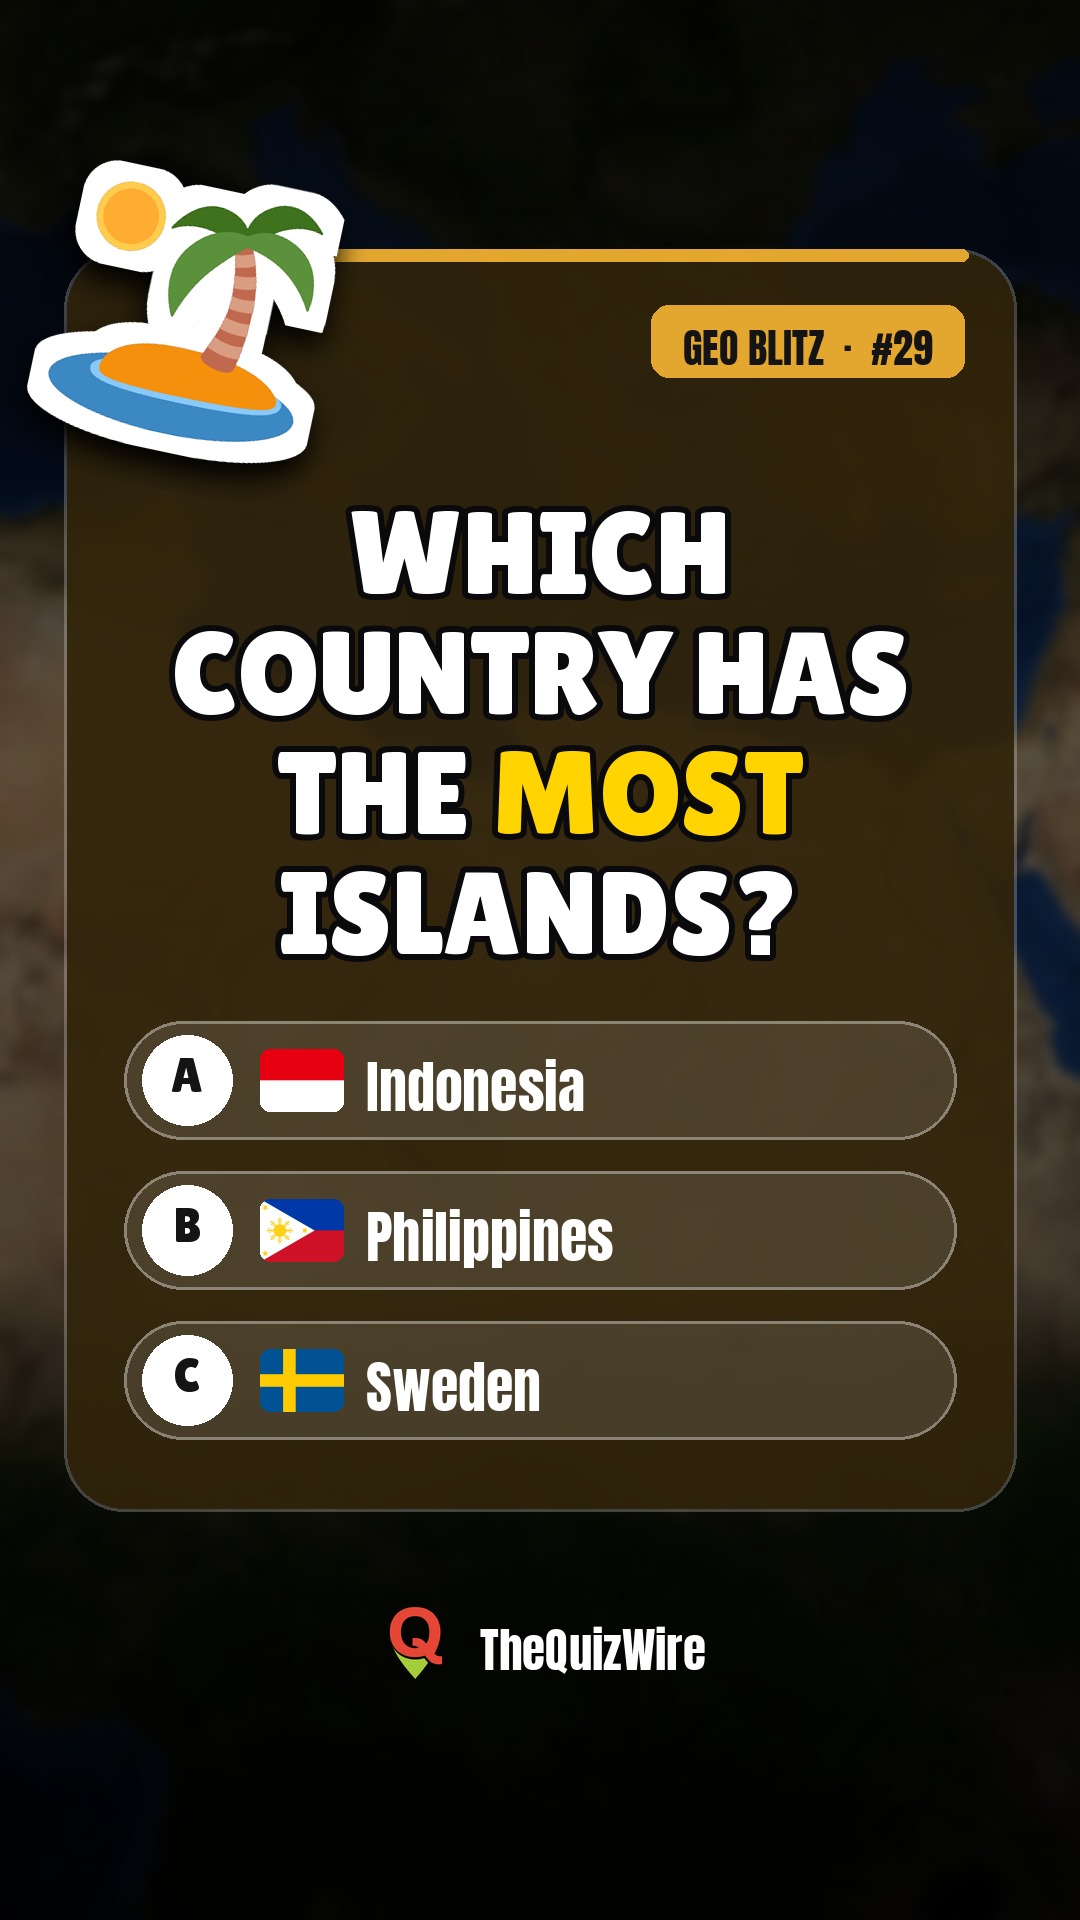 GEO BLITZ · #29
WHICH
COUNTRY HAS
THE MOST
ISLANDS?
A Indonesia
B Philippines
C Sweden
Q TheQuizWire